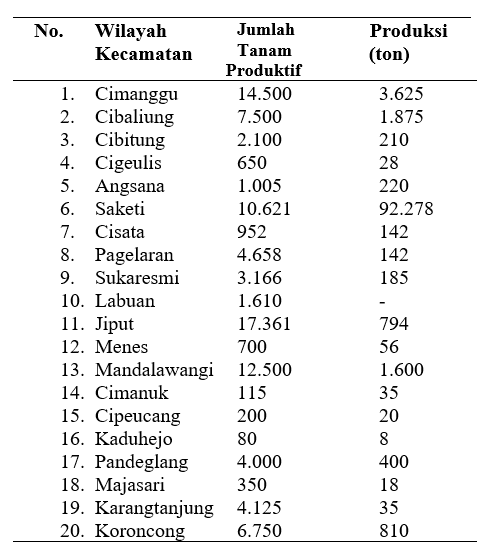 No. Wilayah Kecamatan Jumlah Tanam Produktif Produksi (ton)
1. Cimanggu 14.500 3.625
2. Cibaliung 7.500 1.875
3. Cibitung 2.100 210
4. Cigeulis 650 28
5. Angsana 1.005 220
6. Saketi 10.621 92.278
7. Cisata 952 142
8. Pagelaran 4.658 142
9. Sukaresmi 3.166 185
10. Labuan 1.610 -
11. Jiput 17.361 794
12. Menes 700 56
13. Mandalawangi 12.500 1.600
14. Cimanuk 115 35
15. Cipeucang 200 20
16. Kaduhejo 80 8
17. Pandeglang 4.000 400
18. Majasari 350 18
19. Karangtanjung 4.125 35
20. Koroncong 6.750 810